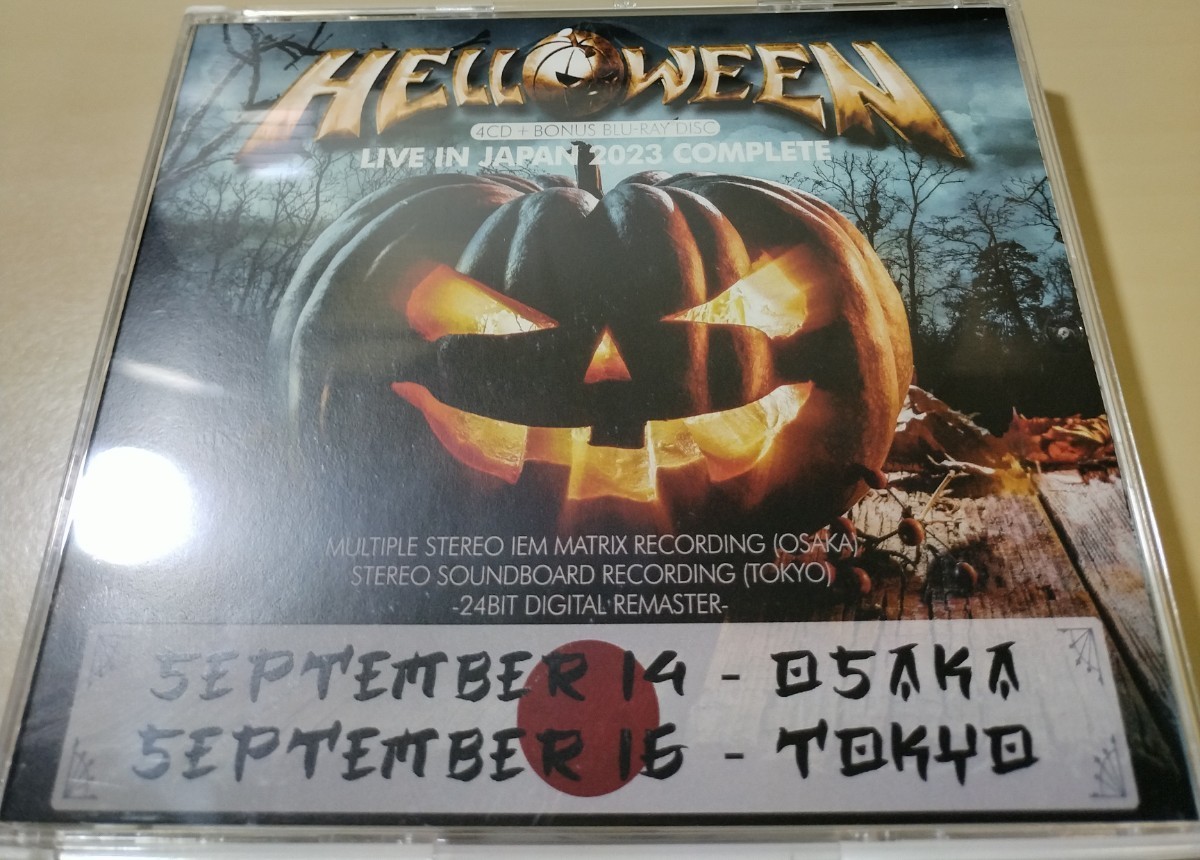 HELLOWEEN
4CD + BONUS BLU-RAY DISC
LIVE IN JAPAN 2023 COMPLETE
MULTIPLE STEREO IEM MATRIX RECORDING (OSAKA)
STEREO SOUNDBOARD RECORDING (TOKYO)
-24BIT DIGITAL REMASTER-
SEPTEMBER 14 - OSAKA
SEPTEMBER 16 - TOKYO